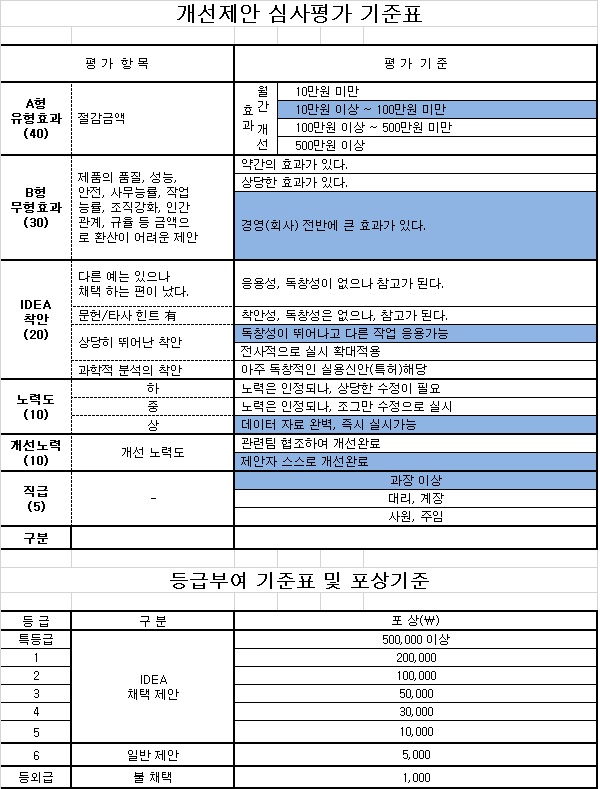 개선제안 심사평가 기준표
평 가 항 목 평 가 기 준
A형
유형효과
(40)
절감금액
효과
월간 개선
10만원 미만
10만원 이상 ~ 100만원 미만
100만원 이상 ~ 500만원 미만
500만원 이상
B형
무형효과
(30)
제품의 품질, 성능,
안전, 사무능률, 작업
능률, 조직강화, 인간
관계, 규율 등 금액으
로 환산이 어려운 제안
약간의 효과가 있다.
상당한 효과가 있다.
경영(회사) 전반에 큰 효과가 있다.
IDEA
착안
(20)
다른 예는 있으나
채택 하는 편이 났다.
응용성, 독창성이 없으나 참고가 된다.
문헌/타사 힌트 有 착안성, 독창성은 없으나, 참고가 된다.
상당히 뛰어난 착안
독창성이 뛰어나고 다른 작업 응용가능
전사적으로 실시 확대적용
과학적 분석의 착안 아주 독창적인 실용신안(특허)해당
노력도
(10)
하 노력은 인정되나, 상당한 수정이 필요
중 노력은 인정되나, 조그만 수정으로 실시
상 데이터 자료 완벽, 즉시 실시가능
개선노력
(10)
개선 노력도
관련팀 협조하여 개선완료
제안자 스스로 개선완료
직급
(5)
-
과장 이상
대리, 계장
사원, 주임
구분
등급부여 기준표 및 포상기준
등 급 구 분 포 상(₩)
특등급 500,000 이상
1 200,000
2 100,000
IDEA
채택 제안
3 50,000
4 30,000
5 10,000
6 일반 제안 5,000
등외급 불 채택 1,000